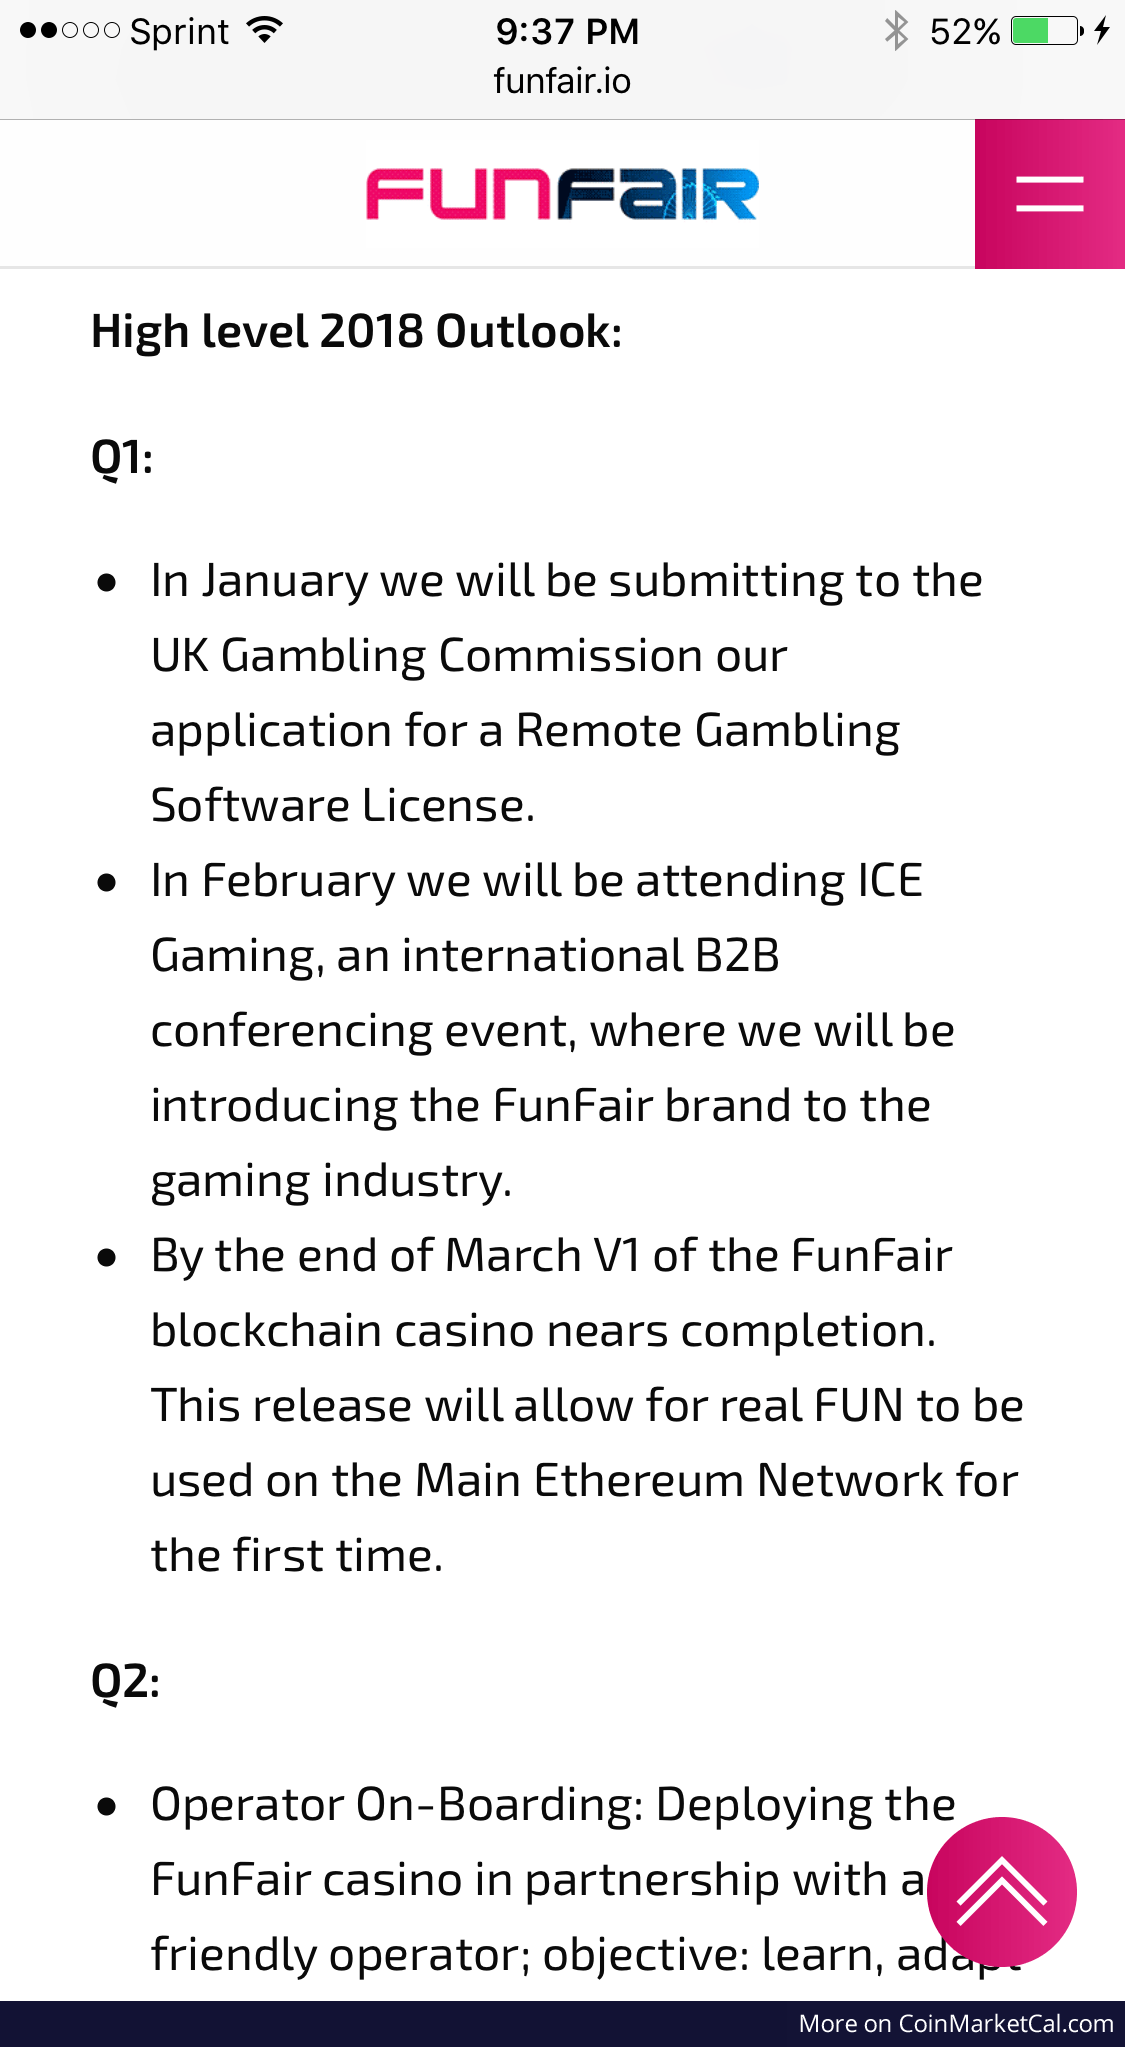 Sprint 9:37 PM 52%
funfair.io
FUNFAIR
High level 2018 Outlook:
Q1:
• In January we will be submitting to the
UK Gambling Commission our
application for a Remote Gambling
Software License.
• In February we will be attending ICE
Gaming, an international B2B
conferencing event, where we will be
introducing the FunFair brand to the
gaming industry.
• By the end of March V1 of the FunFair
blockchain casino nears completion.
This release will allow for real FUN to be
used on the Main Ethereum Network for
the first time.
Q2:
• Operator On-Boarding: Deploying the
FunFair casino in partnership with a
friendly operator; objective: learn, adapt
More on CoinMarketCal.com